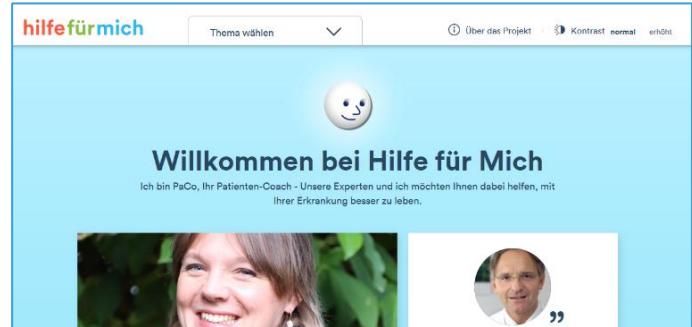 hilfefürmich
Thema wählen
Über das Projekt
Kontrast normal erhöht
Willkommen bei Hilfe für Mich
Ich bin PaCo, Ihr Patienten-Coach - Unsere Experten und ich möchten Ihnen dabei helfen, mit
Ihrer Erkrankung besser zu leben.
”